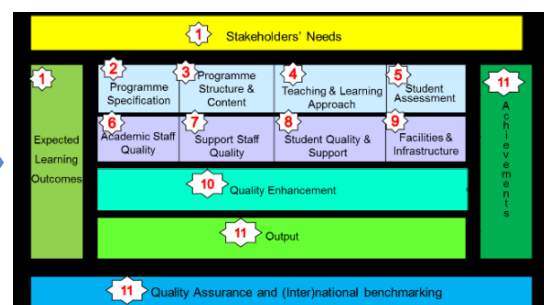 1 Stakeholders' Needs
1
Expected
Learning
Outcomes
2
Programme
Specification
3
Programme
Structure &
Content
4
Teaching & Learning
Approach
5
Student
Assessment
6
Academic Staff
Quality
7
Support Staff
Quality
8
Student Quality &
Support
9
Facilities &
Infrastructure
10 Quality Enhancement
11 Output
11
Achievements
11 Quality Assurance and (Inter)national benchmarking